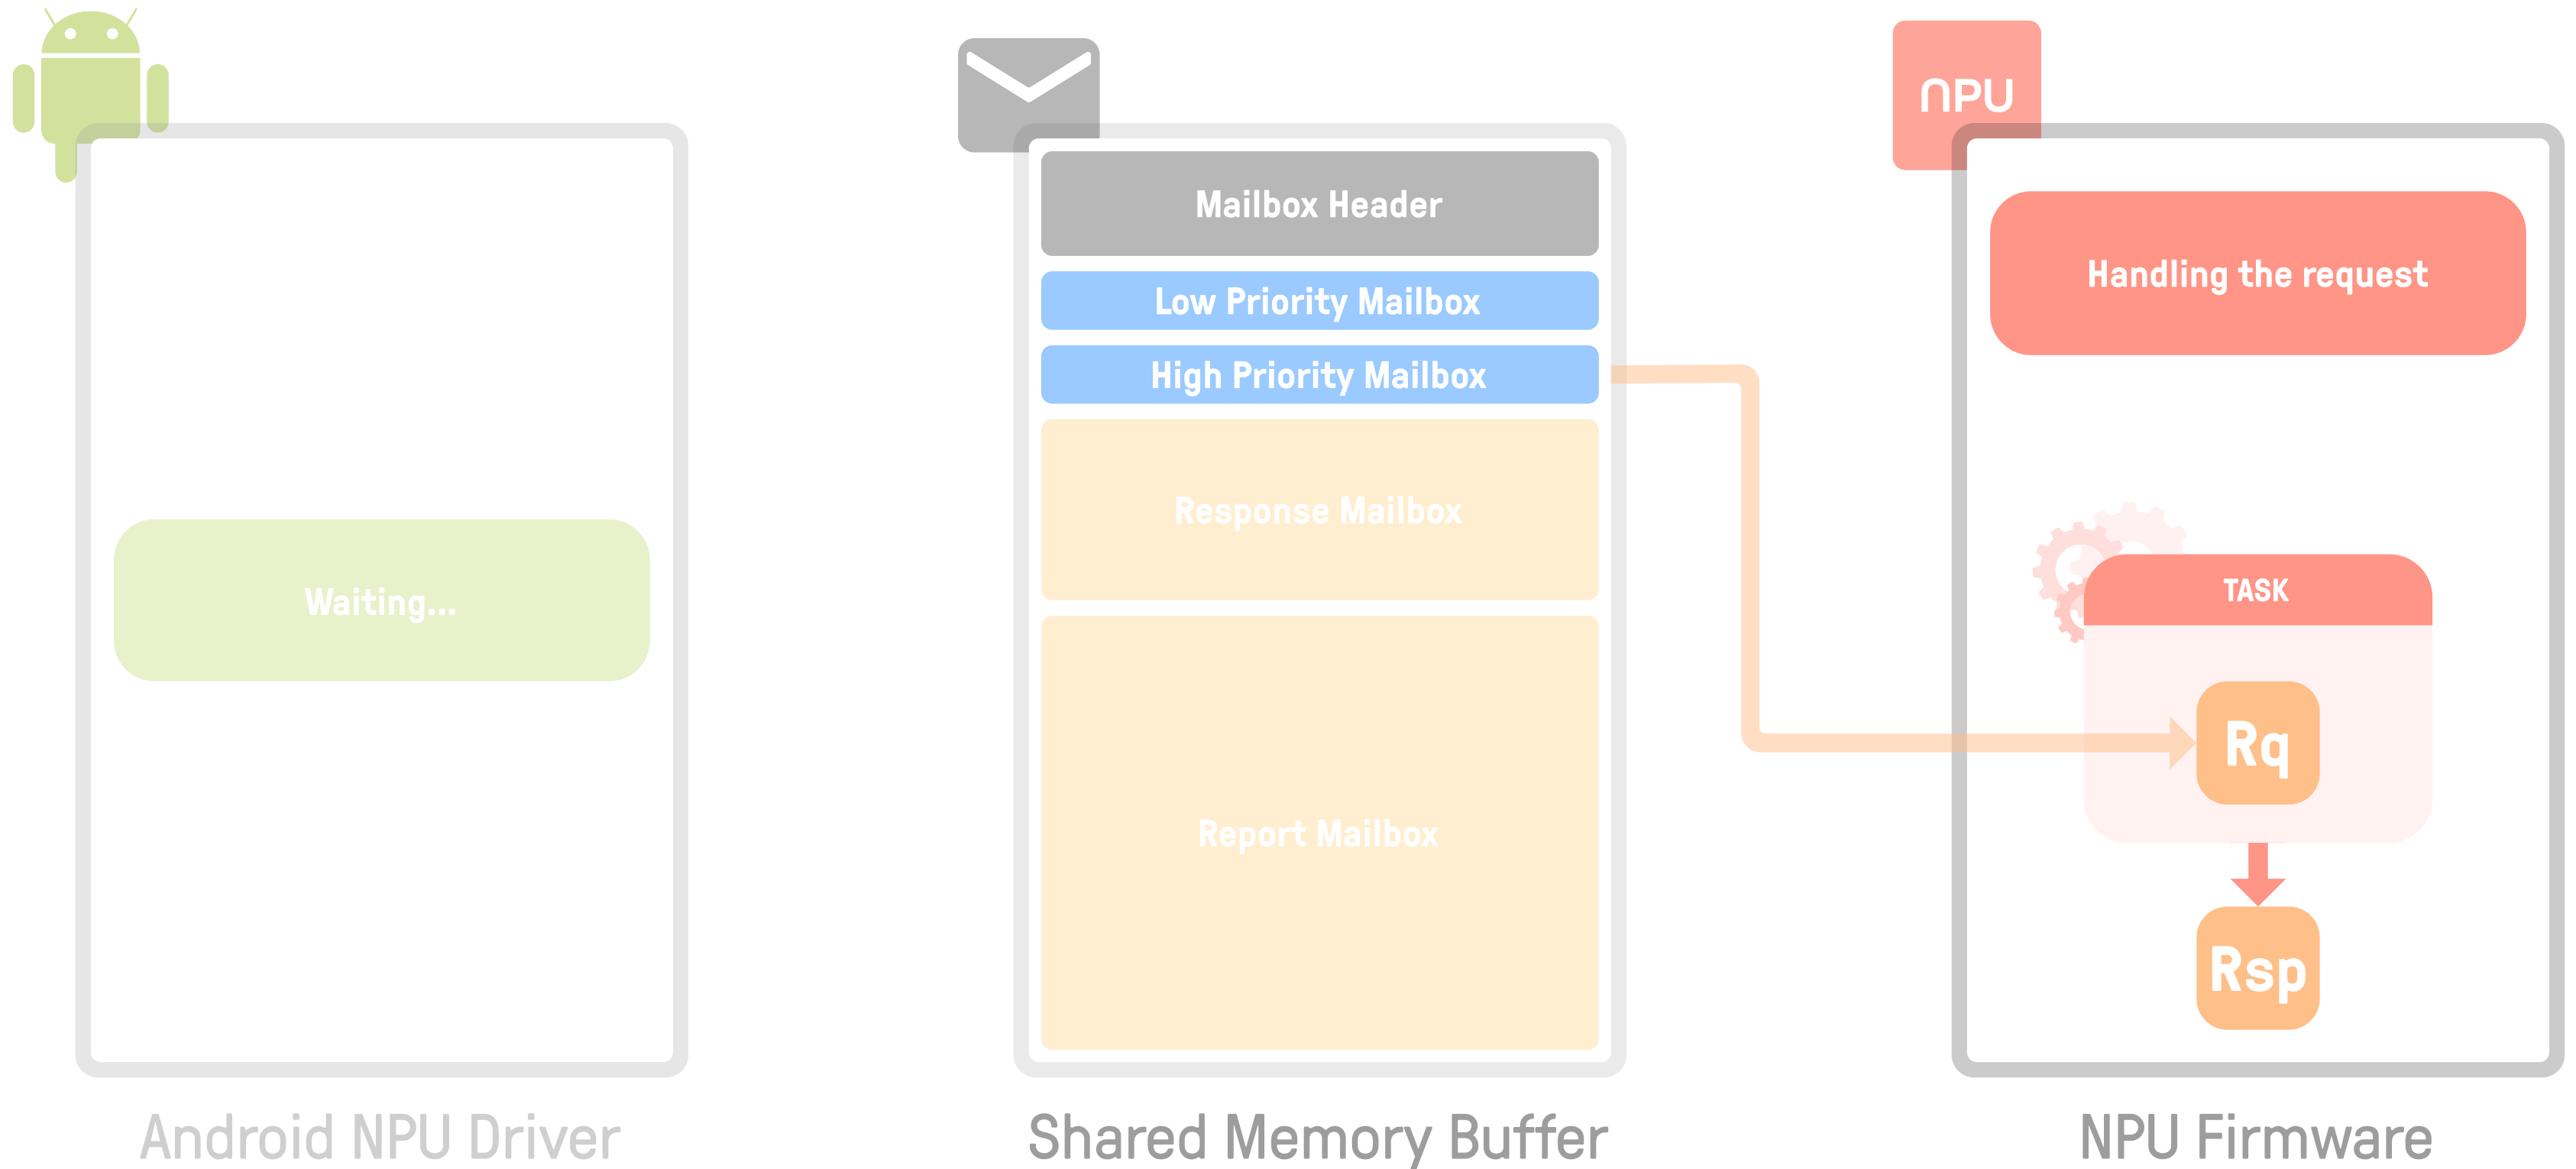 NPU
Mailbox Header
Low Priority Mailbox
High Priority Mailbox
Response Mailbox
Report Mailbox
Waiting...
Handling the request
TASK
Rq
Rsp
Android NPU Driver
Shared Memory Buffer
NPU Firmware